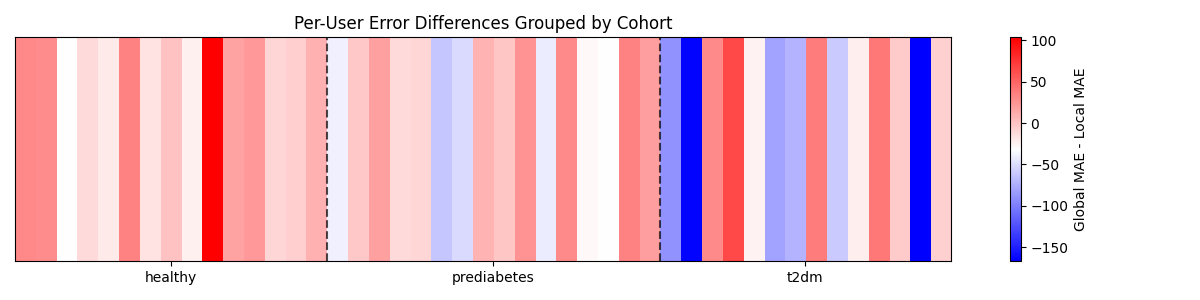 Per-User Error Differences Grouped by Cohort
healthy
prediabetes
t2dm
100
50
0
−50
−100
−150
Global MAE - Local MAE